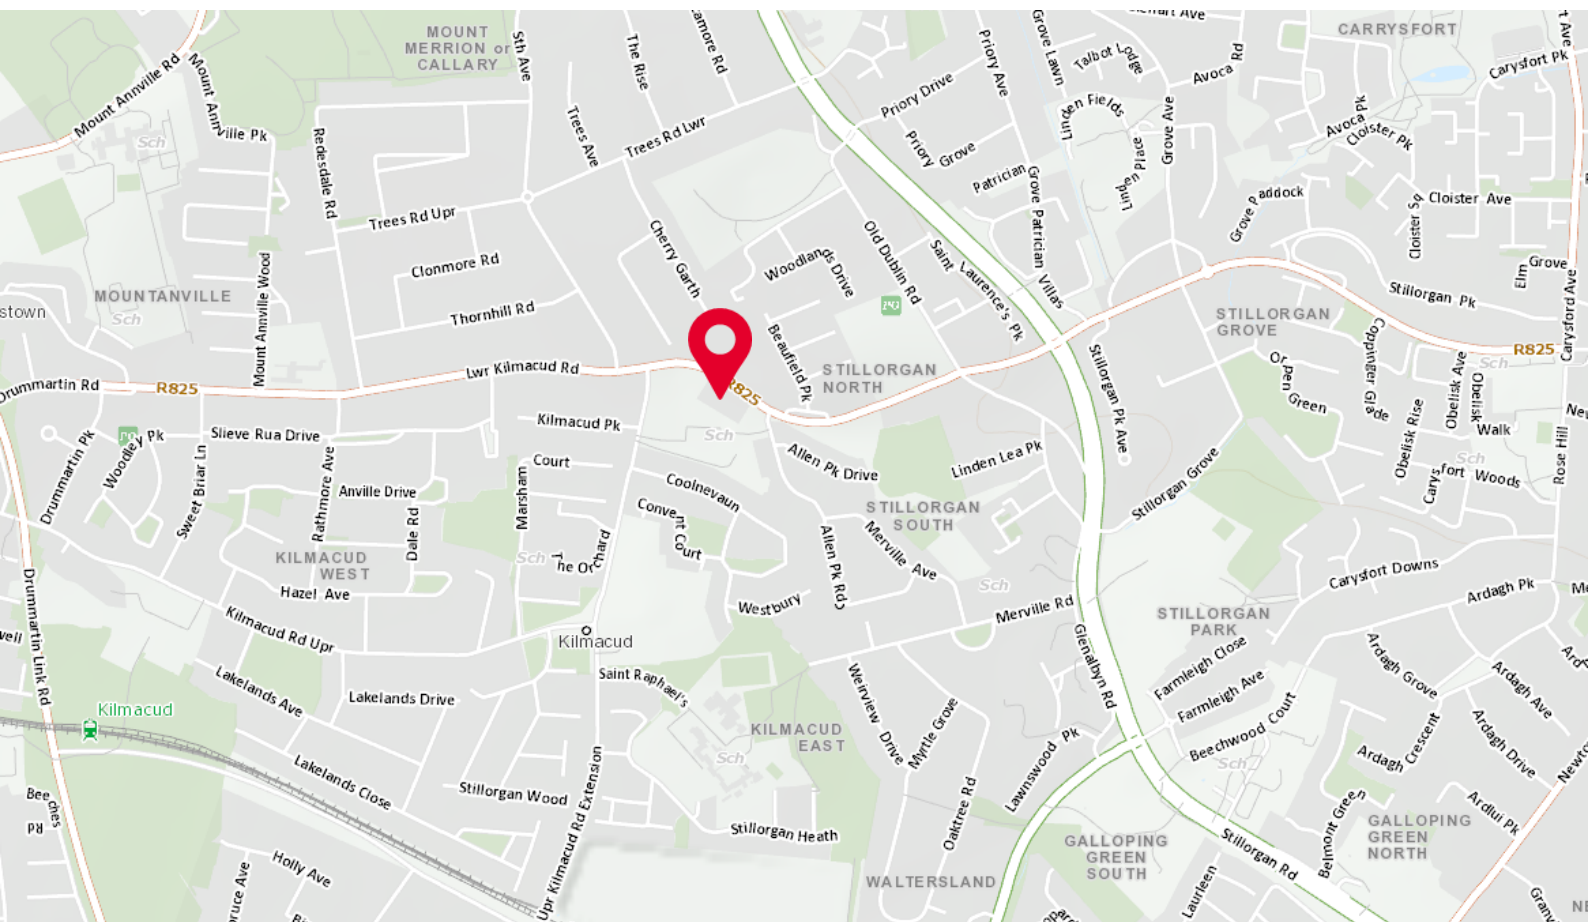 MOUNT
MERRION or
CALLARY
Sth Ave
The Rise
Priory Ave
Grove Lawn
Talbot Lodge
Avoca Rd
CARRYSFORT
Carysfort Pk
Mount Annville Rd
Mount Annville Pk
Sch
Redesdale Rd
Trees Ave
Trees Rd Lwr
Priory Drive
Priory Grove
Linden Fields
Linden Place
Grove Ave
Avoca Pk
Cloister Pk
Patrician
Grove Patrician Villas
Grove Paddock
Cloister Sq
Cloister Ave
Trees Rd Upr
Clonmore Rd
Cherry Garth
Woodlands Drive
Old Dublin Rd
Saint Laurence's Pk
Elm Grove
Stillorgan Pk
Carysford Ave
MOUNTANVILLE
Sch
stown
Mount Annville Wood
Thornhill Rd
Beaufield Pk
STILLORGAN
NORTH
STILLORGAN
GROVE
R825
Sch
Drummartin Rd
R825
Lwr Kilmacud Rd
R825
Stillorgan Pk Ave
Orpen Green
Coppinger Glade
Obelisk Ave
Obelisk Walk
Obelisk Rise
Rose Hill
Drummartin Pk
Woodley Pk
Slieve Rua Drive
Kilmacud Pk
Sch
Allen Pk Drive
Linden Lea Pk
Stillorgan Grove
Sch
Carysfort Woods
Sweet Briar Ln
Rathmore Ave
Anville Drive
Dale Rd
Marsham Court
Coolnevaun
Convent Court
STILLORGAN
SOUTH
Merville Ave
Allen Pk Rd
Sch
The Orchard
Sch
KILMACUD
WEST
Hazel Ave
Westbury
Merville Rd
Carysfort Downs
Ardagh Pk
STILLORGAN
PARK
Drummartin Link Rd
Kilmacud Rd Upr
Kilmacud
Saint Raphael's
Glenalbyn Rd
Farmleigh Close
Farmleigh Ave
Ardagh Grove
Ardagh Ave
Lakelands Ave
Lakelands Drive
Kilmacud
Weirview Drive
Myrtle Grove
KILMACUD
EAST
Sch
Lawnswood Pk
Beechwood Court
Sch
Ardagh Crescent
Ardagh Drive
Lakelands Close
Stillorgan Wood
Upr Kilmacud Rd Extension
Stillorgan Heath
Oaktree Rd
Beeches Rd
Belmont Green
Ardlui Pk
GALLOPING
GREEN
NORTH
GALLOPING
GREEN
SOUTH
Stillorgan Rd
WALTERSLAND
Holly Ave
Laurleen